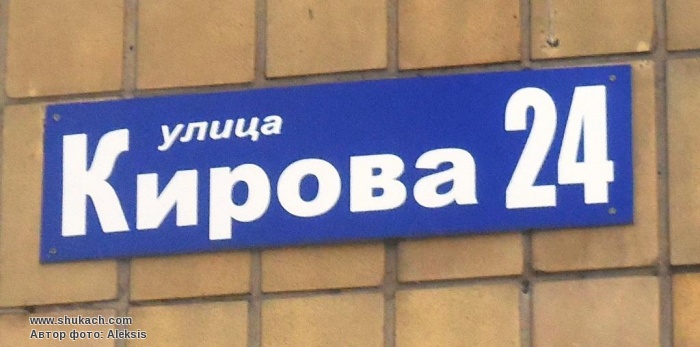 улица
Кирова 24
www.shukach.com
Автор фото: Aleksis